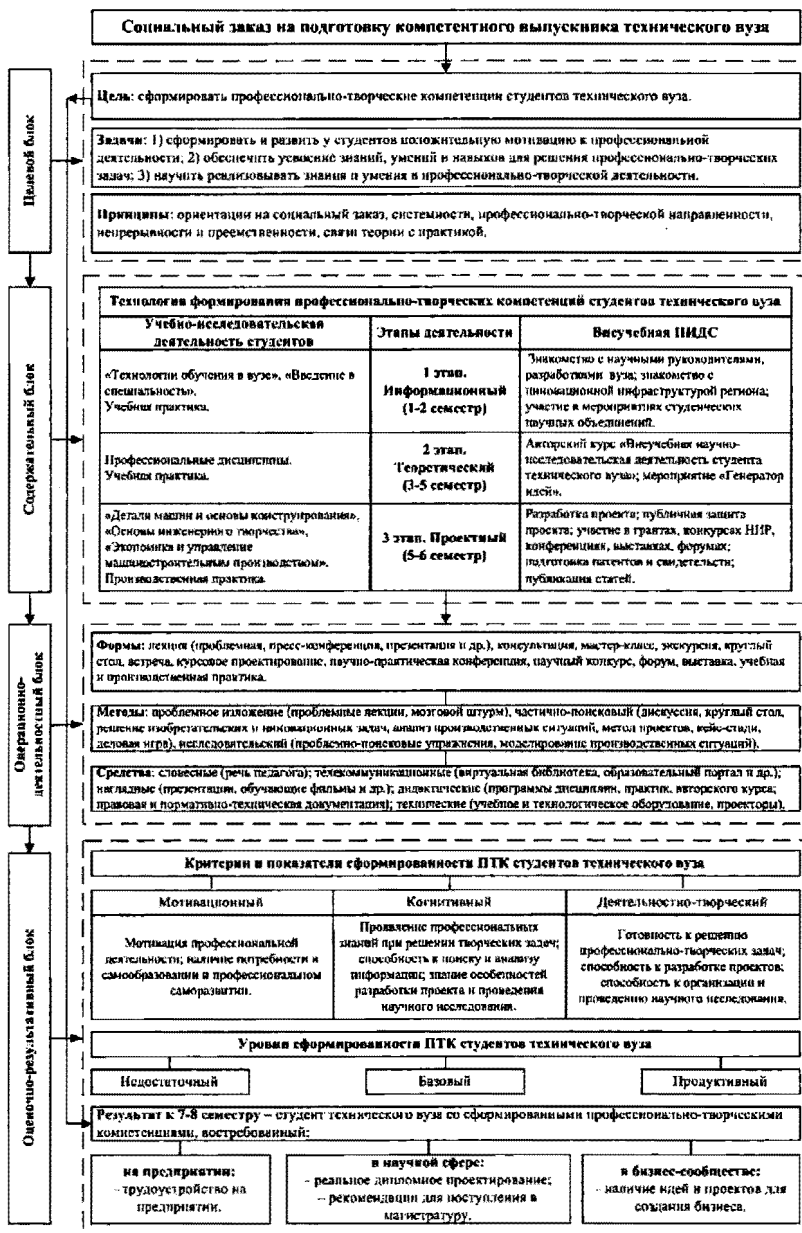 Социальный заказ на подготовку компетентного выпускника технического вуза
Целевой блок
Цель: сформировать профессионально-творческие компетенции студентов технического вуза.
Задачи: 1) сформировать и развить у студентов положительную мотивацию к профессиональной
деятельности; 2) обеспечить усвоение знаний, умений и навыков для решения профессионально-творческих
задач; 3) научить реализовывать знания и умения в профессионально-творческой деятельности.
Принципы: ориентации на социальный заказ, системности, профессионально-творческой направленности,
непрерывности и преемственности, связи теории с практикой.
Содержательный блок
Технология формирования профессионально-творческих компетенций студентов технического вуза
Учебно-исследовательская
деятельность студентов
Этапы деятельности
Внеучебная НИДС
«Технологии обучения в вузе», «Введение в
специальность».
Учебная практика.
1 этап.
Информационный
(1-2 семестр)
Знакомство с научными руководителями,
разработками вуза; знакомство с
инновационной инфраструктурой региона;
участие в мероприятиях студенческих
научных объединений.
Профессиональные дисциплины.
Учебная практика.
2 этап.
Теоретический
(3-5 семестр)
Авторский курс «Внеучебная научно-
исследовательская деятельность студента
технического вуза»; мероприятие «Генератор
идей».
«Детали машин и основы конструирования»,
«Основы инженерного творчества»,
«Экономика и управление
машиностроительным производством».
Производственная практика.
3 этап. Проектный
(5-6 семестр)
Разработка проекта; публичная защита
проекта; участие в грантах, конкурсах НИР,
конференциях, выставках, форумах;
подготовка патентов и свидетельств;
публикация статей.
Операционно-
деятельностный блок
Формы: лекция (проблемная, пресс-конференция, презентация и др.), консультация, мастер-класс, экскурсия, круглый
стол, встреча, курсовое проектирование, научно-практическая конференция, научный конкурс, форум, выставка, учебная
и производственная практика.
Методы: проблемное изложение (проблемные лекции, мозговой штурм), частично-поисковый (дискуссия, круглый стол,
решение изобретательских и инновационных задач, анализ производственных ситуаций, метод проектов, кейс-стади,
деловая игра), исследовательский (проблемно-поисковые упражнения, моделирование производственных ситуаций).
Средства: словесные (речь педагога); телекоммуникационные (виртуальная библиотека, образовательный портал и др.);
наглядные (презентации, обучающие фильмы и др.); дидактические (программы дисциплин, практик, авторского курса;
правовая и нормативно-техническая документация); технические (учебное и технологическое оборудование, проекторы).
Оценочно-результативный блок
Критерии и показатели сформированности ПТК студентов технического вуза
Мотивационный
Когнитивный
Деятельностно-творческий
Мотивация профессиональной
деятельности; наличие потребности в
самообразовании и профессиональном
саморазвитии.
Проявление профессиональных
знаний при решении творческих задач;
способность к поиску и анализу
информации; знание особенностей
разработки проекта и проведения
научного исследования.
Готовность к решению
профессионально-творческих задач;
способность к разработке проектов;
способность к организации и
проведению научного исследования.
Уровни сформированности ПТК студентов технического вуза
Недостаточный
Базовый
Продуктивный
Результат к 7-8 семестру – студент технического вуза со сформированными профессионально-творческими
компетенциями, востребованный:
на предприятии:
- трудоустройство на
предприятии.
в научной сфере:
- реальное дипломное проектирование;
- рекомендации для поступления в
магистратуру.
в бизнес-сообществе:
- наличие идей и проектов для
создания бизнеса.